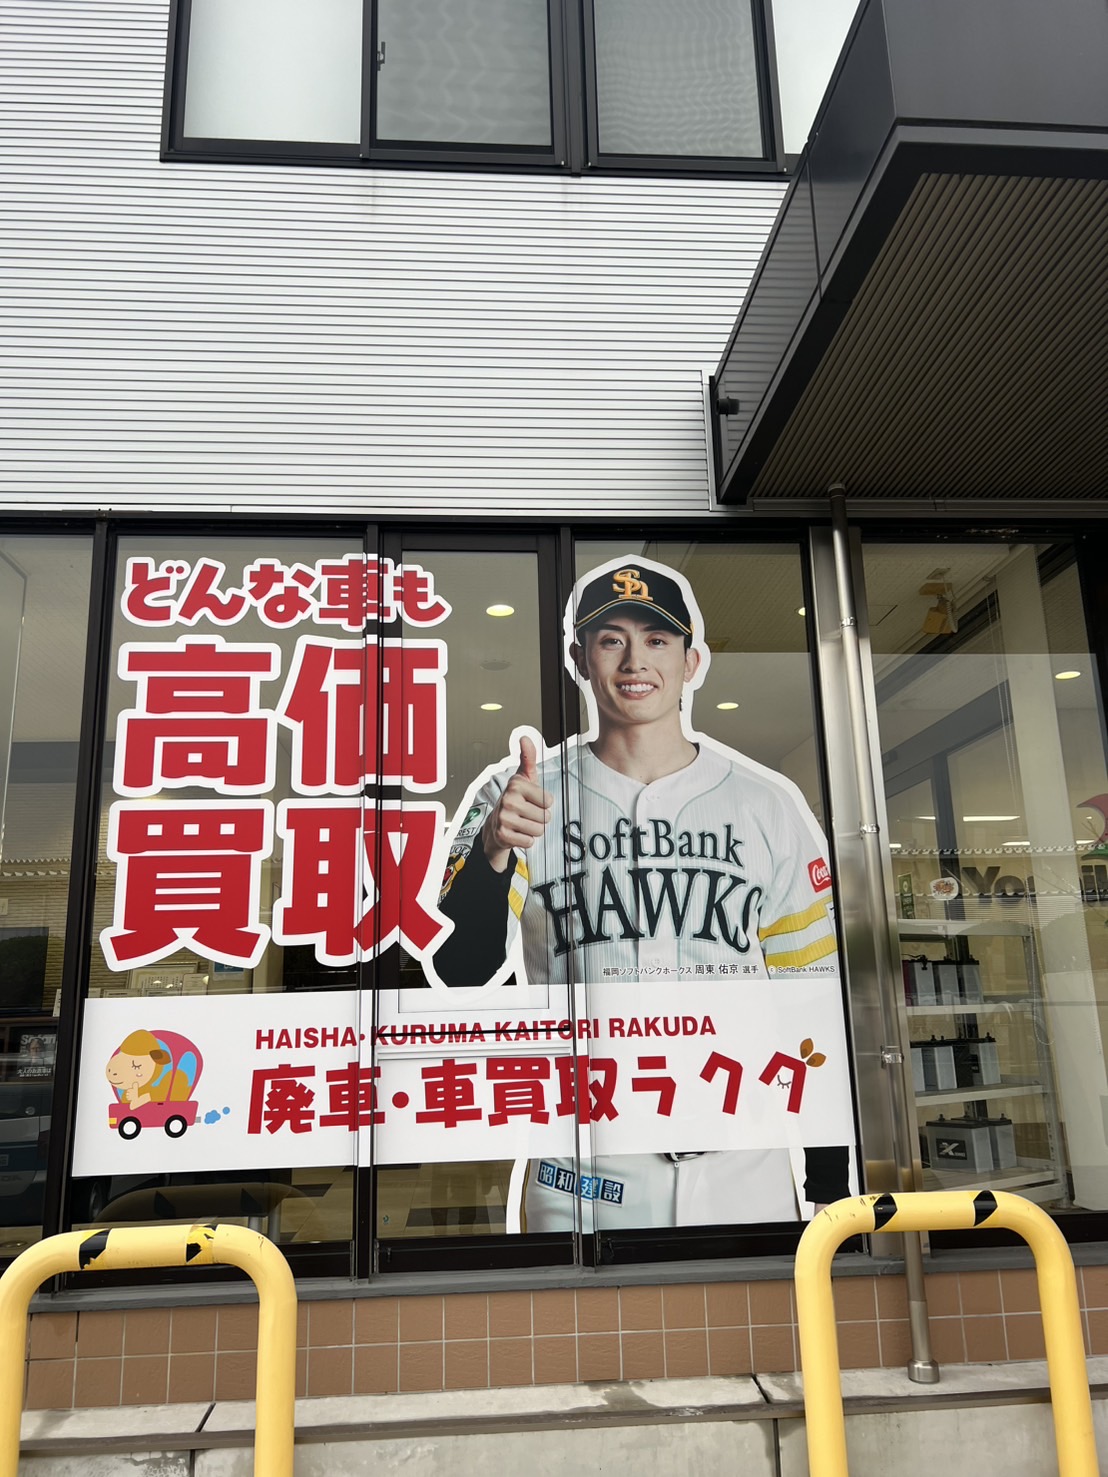 どんな車も
高価
買取
SoftBank
HAWKS
福岡ソフトバンクホークス 周東 佑京 選手 © SoftBank HAWKS
HAISHA・KURUMA KAITORI RAKUDA
廃車・車買取ラクダ
昭和建設